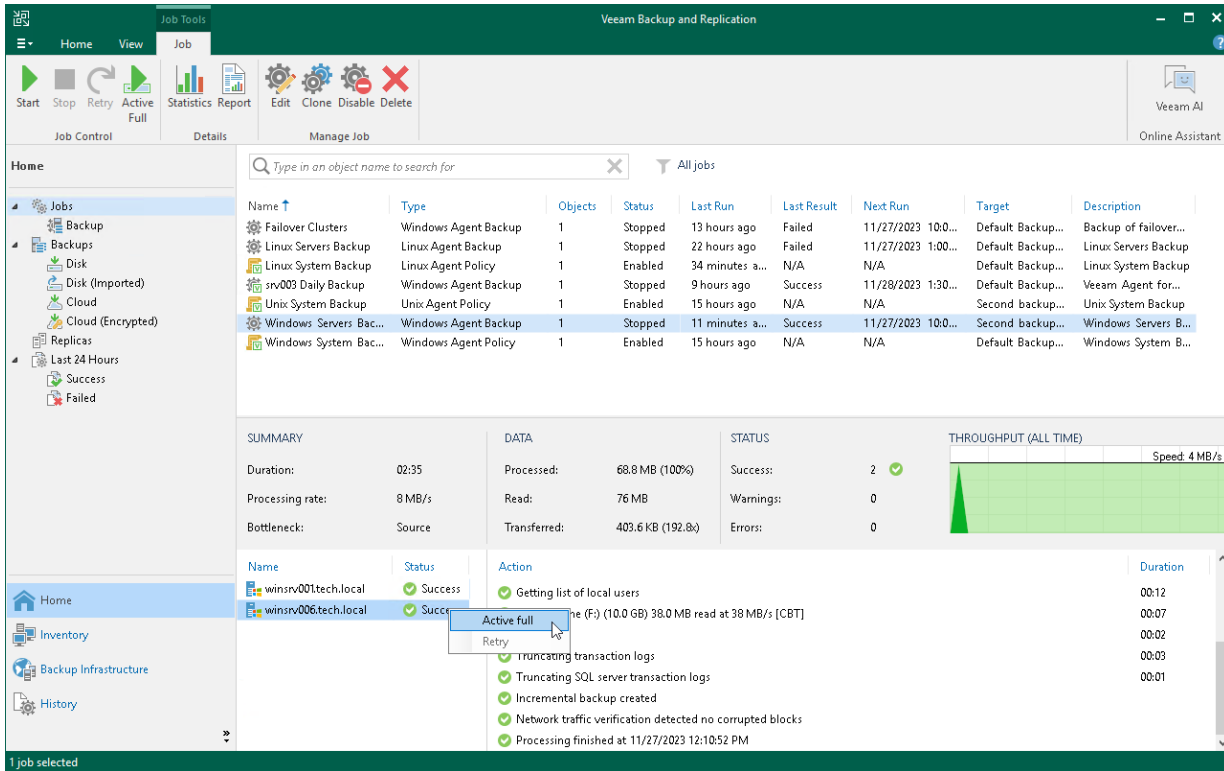 Job Tools
Veeam Backup and Replication
Home View Job
Start Stop Retry Active Full Statistics Report Edit Clone Disable Delete Veeam AI
Job Control Details Manage Job Online Assistant
Home
Type in an object name to search for All jobs
Jobs
Backup
Backups
Disk
Disk (Imported)
Cloud
Cloud (Encrypted)
Replicas
Last 24 Hours
Success
Failed
Name Type Objects Status Last Run Last Result Next Run Target Description
Failover Clusters Windows Agent Backup 1 Stopped 13 hours ago Failed 11/27/2023 10:0... Default Backup... Backup of failover...
Linux Servers Backup Linux Agent Backup 1 Stopped 22 hours ago Failed 11/27/2023 1:00... Default Backup... Linux Servers Backup
Linux System Backup Linux Agent Policy 1 Enabled 34 minutes a... N/A N/A Default Backup... Linux System Backup
srv003 Daily Backup Windows Agent Backup 1 Stopped 9 hours ago Success 11/28/2023 1:30... Default Backup... Veeam Agent for...
Unix System Backup Unix Agent Policy 1 Enabled 15 hours ago N/A N/A Second backup... Unix System Backup
Windows Servers Bac... Windows Agent Backup 1 Stopped 11 minutes a... Success 11/27/2023 10:0... Second backup... Windows Servers B...
Windows System Bac... Windows Agent Policy 1 Enabled 15 hours ago N/A N/A Default Backup... Windows System B...
SUMMARY DATA STATUS THROUGHPUT (ALL TIME)
Speed: 4 MB/s
Duration: 02:35 Processed: 68.8 MB (100%) Success: 2
Processing rate: 8 MB/s Read: 76 MB Warnings: 0
Bottleneck: Source Transferred: 403.6 KB (192.8x) Errors: 0
Name Status Action Duration
winsrv001.tech.local Success Getting list of local users 00:12
winsrv006.tech.local Succe ne (F:) (10.0 GB) 38.0 MB read at 38 MB/s [CBT] 00:07
Active full
00:02
Retry
Truncating transaction logs 00:03
Truncating SQL server transaction logs 00:01
Incremental backup created
Network traffic verification detected no corrupted blocks
Processing finished at 11/27/2023 12:10:52 PM
Home
Inventory
Backup Infrastructure
History
1 job selected